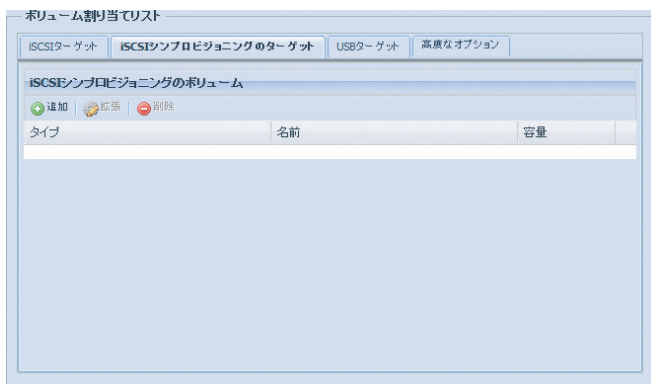 ボリューム割り当てリスト
iSCSIターゲット iSCSIシンプロビジョニングのターゲット USBターゲット 高度なオプション
iSCSIシンプロビジョニングのボリューム
追加 拡張 削除
タイプ 名前 容量